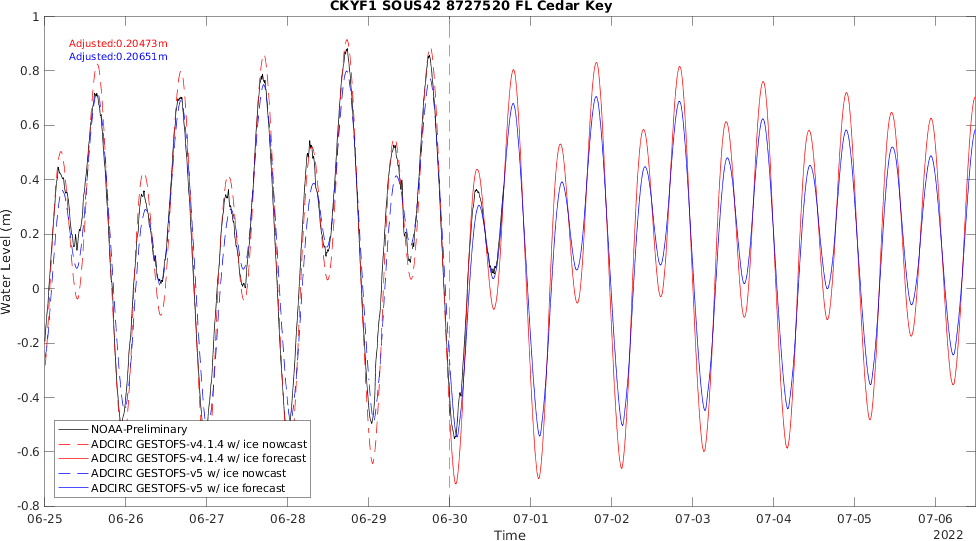 CKYF1 SOUS42 8727520 FL Cedar Key
1
0.8
0.6
0.4
0.2
0
-0.2
-0.4
-0.6
-0.8
Water Level (m)
Adjusted:0.20473m
Adjusted:0.20651m
NOAA-Preliminary
ADCIRC GESTOFS-v4.1.4 w/ ice nowcast
ADCIRC GESTOFS-v4.1.4 w/ ice forecast
ADCIRC GESTOFS-v5 w/ ice nowcast
ADCIRC GESTOFS-v5 w/ ice forecast
06-25 06-26 06-27 06-28 06-29 06-30 07-01 07-02 07-03 07-04 07-05 07-06
Time
2022